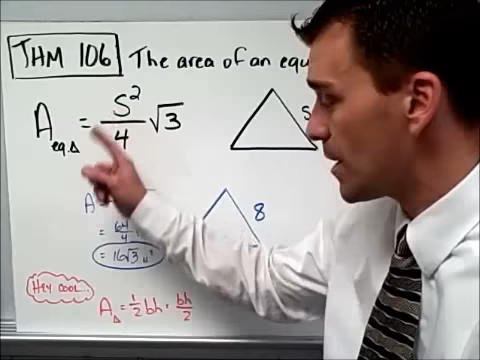 THM 106 The area of an equ
A eq.Δ = S²/4 √3
S
A
8
= 64/4
= 16√3 u²
HEY COOL...
A Δ = 1/2 bh = bh/2